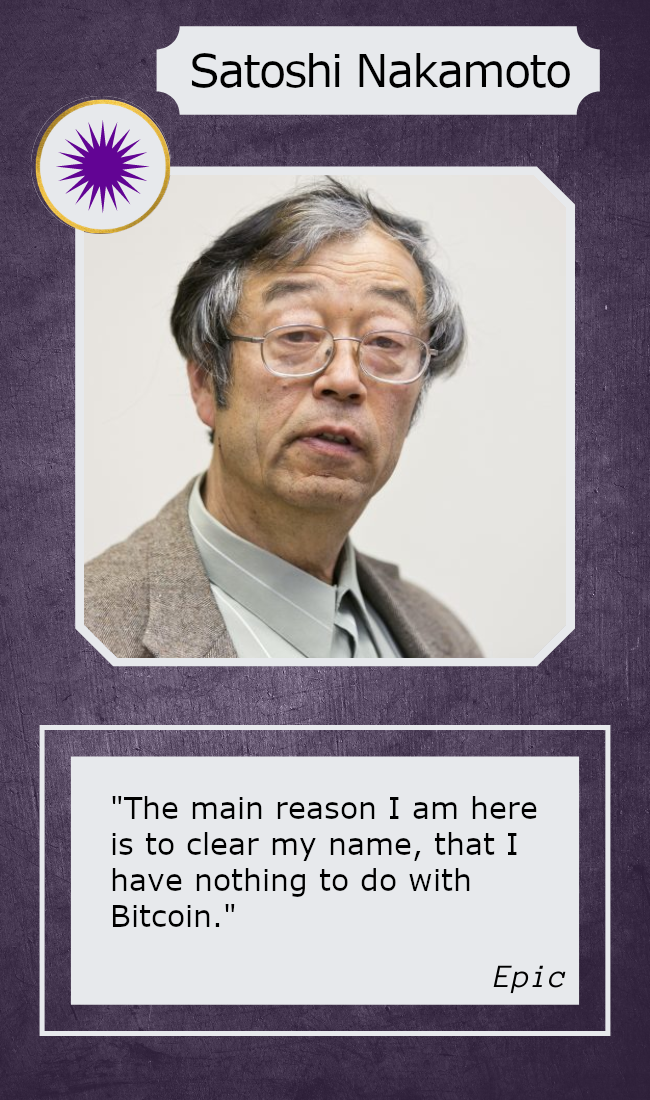 Satoshi Nakamoto
"The main reason I am here
is to clear my name, that I
have nothing to do with
Bitcoin."
Epic